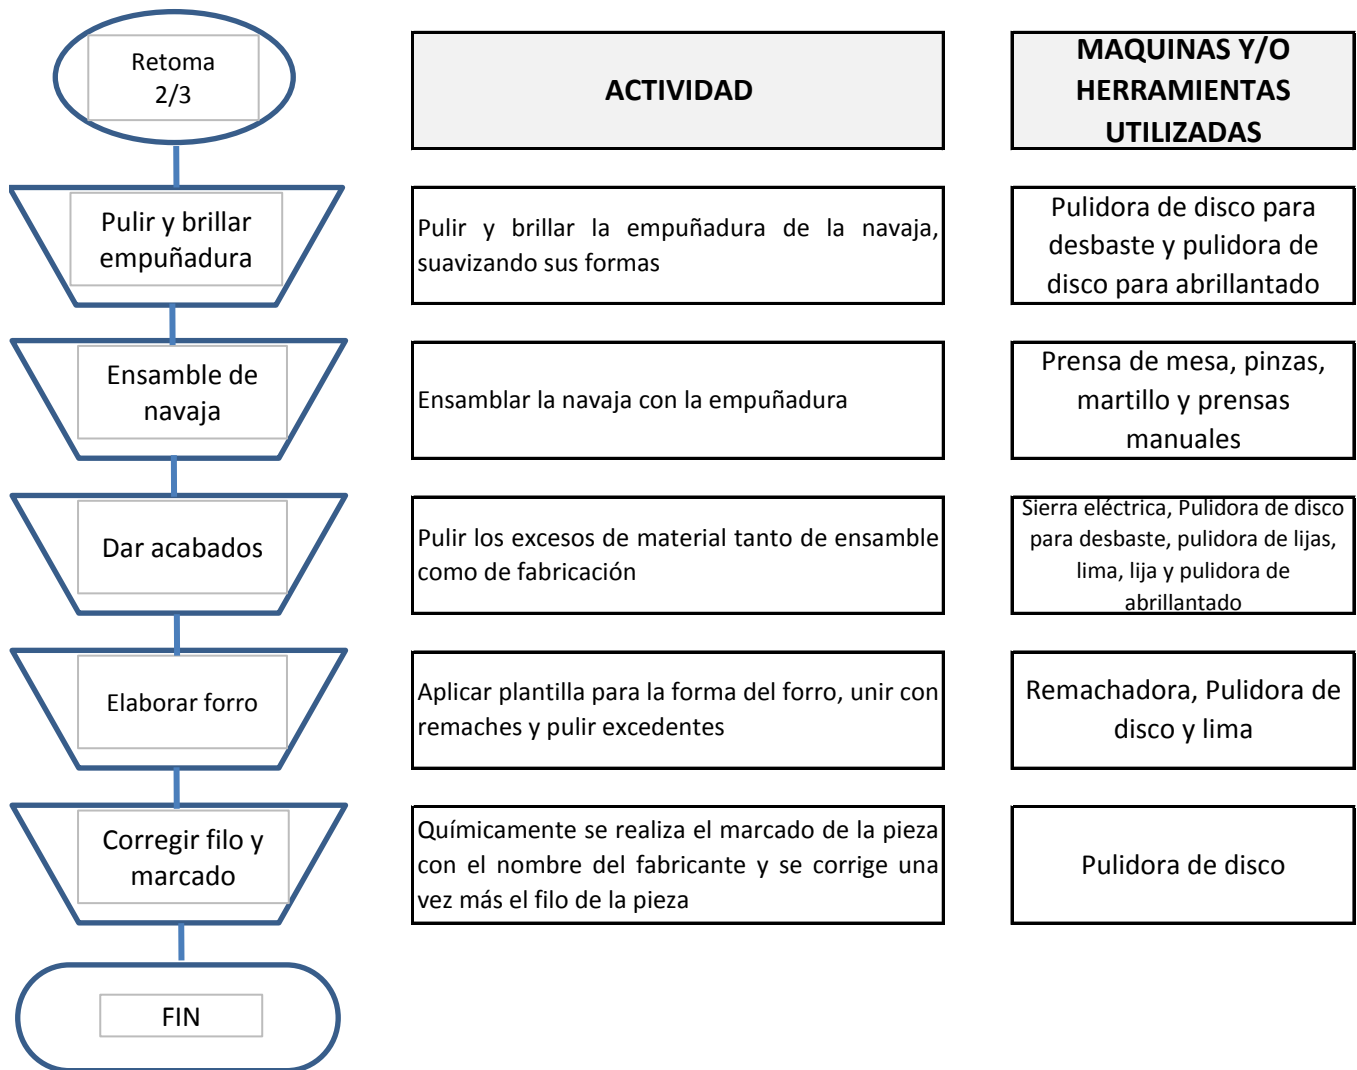 Retoma
2/3
ACTIVIDAD
MAQUINAS Y/O
HERRAMIENTAS
UTILIZADAS
Pulir y brillar
empuñadura
Pulir y brillar la empuñadura de la navaja,
suavizando sus formas
Pulidora de disco para
desbaste y pulidora de
disco para abrillantado
Ensamble de
navaja
Ensamblar la navaja con la empuñadura
Prensa de mesa, pinzas,
martillo y prensas
manuales
Dar acabados
Pulir los excesos de material tanto de ensamble
como de fabricación
Sierra eléctrica, Pulidora de disco
para desbaste, pulidora de lijas,
lima, lija y pulidora de
abrillantado
Elaborar forro
Aplicar plantilla para la forma del forro, unir con
remaches y pulir excedentes
Remachadora, Pulidora de
disco y lima
Corregir filo y
marcado
Químicamente se realiza el marcado de la pieza
con el nombre del fabricante y se corrige una
vez más el filo de la pieza
Pulidora de disco
FIN